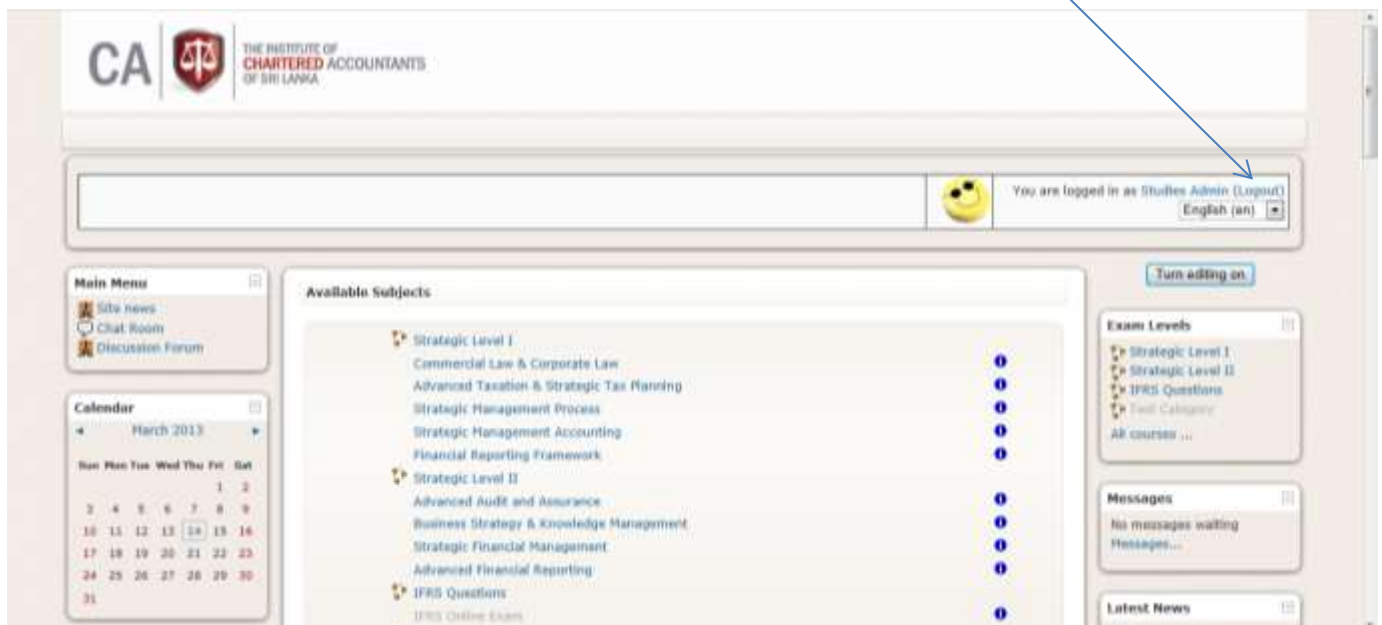 CA
THE INSTITUTE OF
CHARTERED ACCOUNTANTS
OF SRI LANKA
You are logged in as Studies Admin (Logout)
English (en)
Turn editing on
Main Menu
Site news
Chat Room
Discussion Forum
Calendar
March 2013
Sun Mon Tue Wed Thu Fri Sat
1 2
3 4 5 6 7 8 9
10 11 12 13 14 15 16
17 18 19 20 21 22 23
24 25 26 27 28 29 30
31
Available Subjects
Strategic Level I
Commercial Law & Corporate Law
Advanced Taxation & Strategic Tax Planning
Strategic Management Process
Strategic Management Accounting
Financial Reporting Framework
Strategic Level II
Advanced Audit and Assurance
Business Strategy & Knowledge Management
Strategic Financial Management
Advanced Financial Reporting
IFRS Questions
IFRS Online Exam
Exam Levels
Strategic Level I
Strategic Level II
IFRS Questions
Test Category
All courses ...
Messages
No messages waiting
Messages...
Latest News